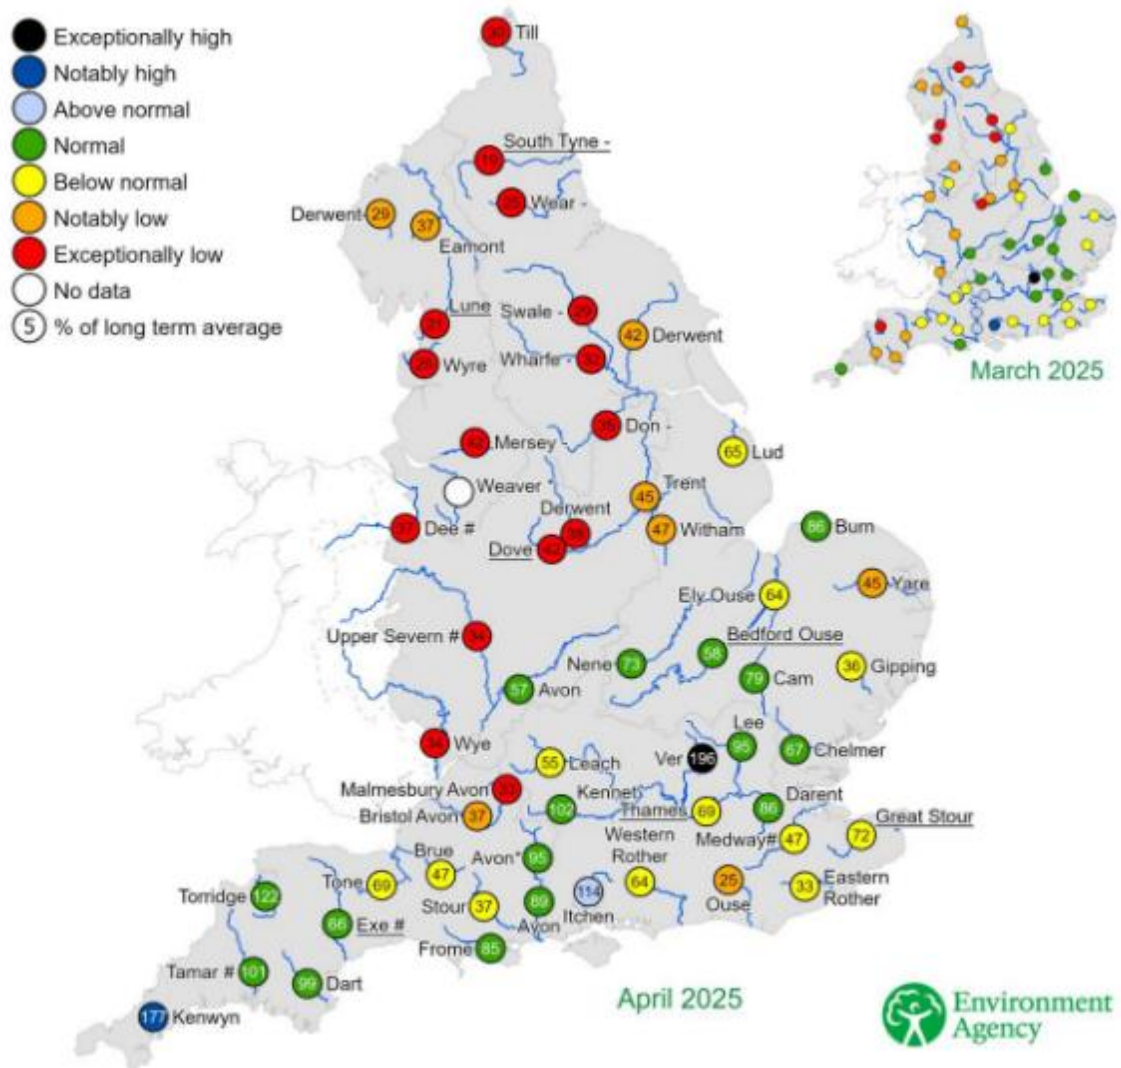 Exceptionally high
Notably high
Above normal
Normal
Below normal
Notably low
Exceptionally low
No data
5 % of long term average
March 2025
30 Till
South Tyne -
19
Wear -
Derwent 29
37
Eamont
Lune
Swale - 29
42 Derwent
Wyre
Wharfe -
35 Don -
Mersey -
65 Lud
Weaver *
Trent
45
Derwent
47 Witham
Dee #
Dove 42
86 Burn
45 Yare
Ely Ouse 64
Bedford Ouse
58
Upper Severn # 34
Nene 73
79 Cam
36 Gipping
57 Avon
Lee
95
Wye
Ver 196
67 Chelmer
55 Leach
Malmesbury Avon 33
Kennet
102
Bristol Avon 37
Thames 69
Darent
86
Great Stour
72
Medway# 47
Western
Rother
64
Brue
47
Avon* 95
Tone 69
114
Itchen
25
Ouse
33 Eastern
Rother
Torridge 122
Stour 37
89
Avon
66 Exe #
Frome 85
Tamar # 101
99 Dart
177 Kenwyn
April 2025
Environment
Agency